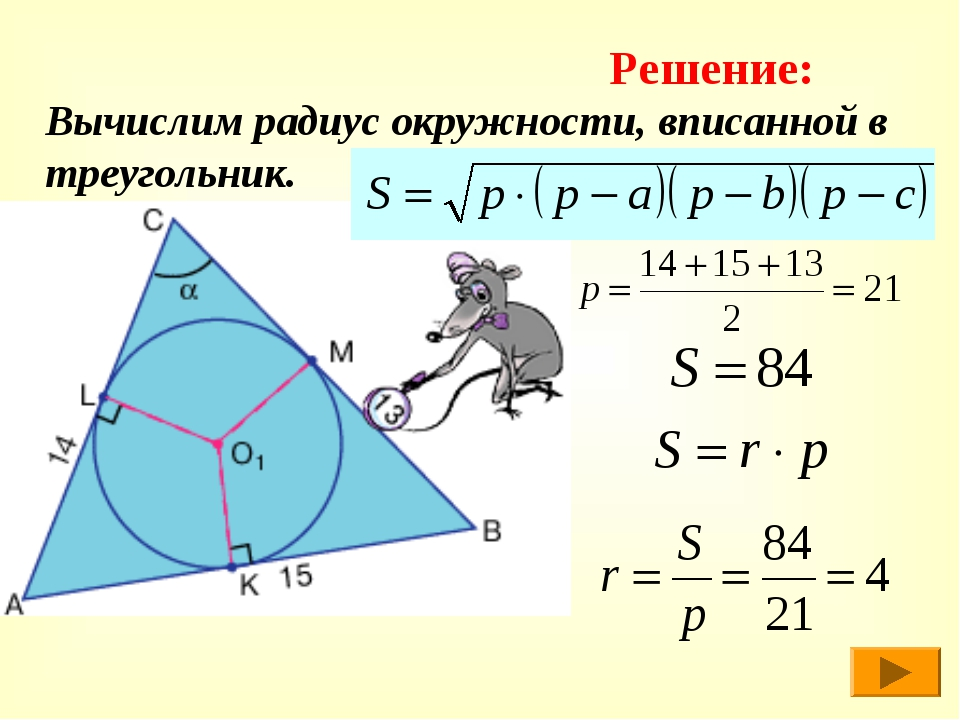 Решение:
Вычислим радиус окружности, вписанной в
треугольник.
S = √p · (p − a)(p − b)(p − c)
p = 14 + 15 + 13 / 2 = 21
S = 84
S = r · p
r = S / p = 84 / 21 = 4
C
α
M
L
13
14
O₁
B
K
15
A